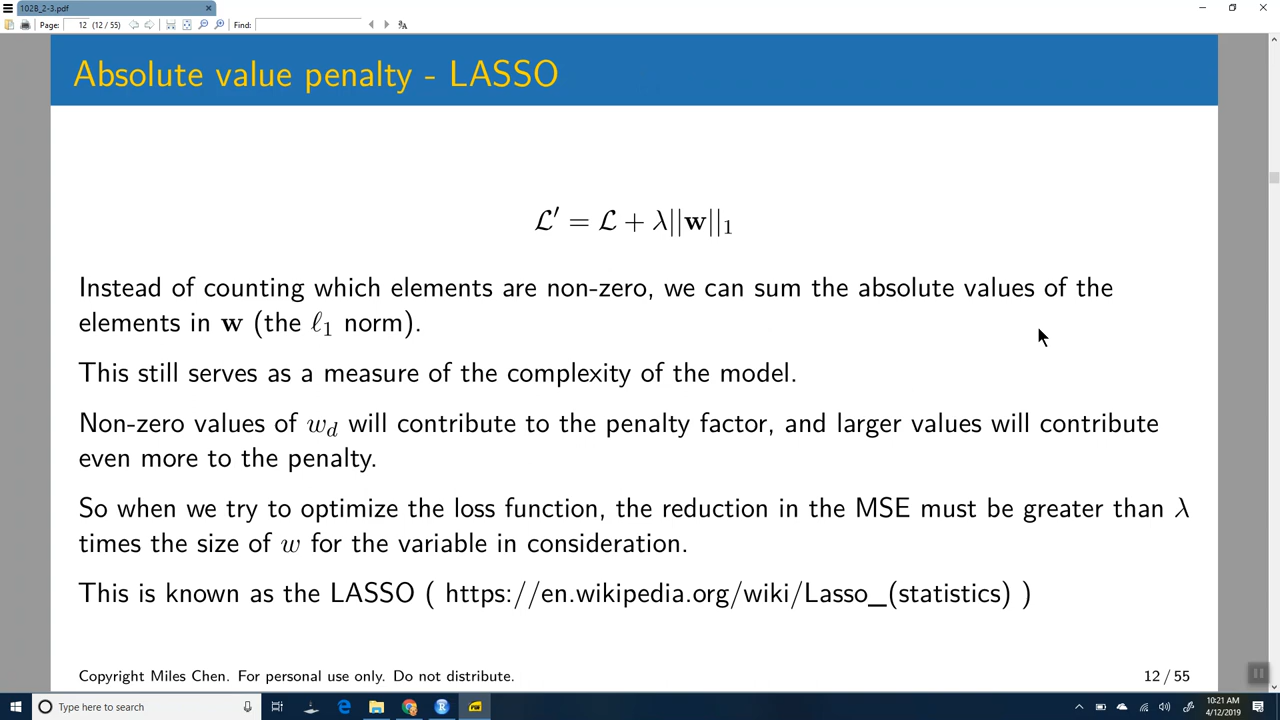 102B_2-3.pdf
Page: 12 (12 / 55) Find:
Absolute value penalty - LASSO
ℒ′ = ℒ + λ||w||₁
Instead of counting which elements are non-zero, we can sum the absolute values of the
elements in w (the ℓ₁ norm).
This still serves as a measure of the complexity of the model.
Non-zero values of w_d will contribute to the penalty factor, and larger values will contribute
even more to the penalty.
So when we try to optimize the loss function, the reduction in the MSE must be greater than λ
times the size of w for the variable in consideration.
This is known as the LASSO ( https://en.wikipedia.org/wiki/Lasso_(statistics) )
Copyright Miles Chen. For personal use only. Do not distribute. 12 / 55
Type here to search
10:21 AM
4/12/2019